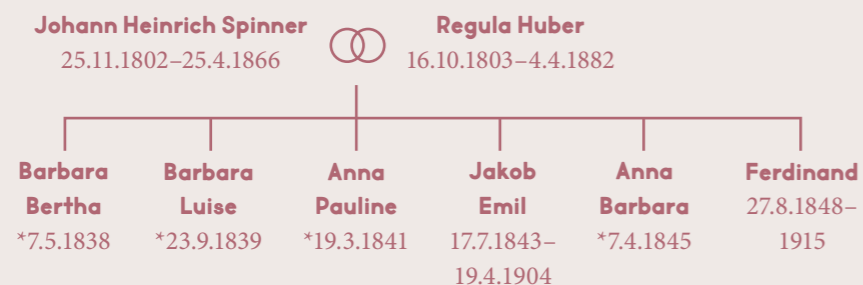 Johann Heinrich Spinner
25.11.1802–25.4.1866
Regula Huber
16.10.1803–4.4.1882
Barbara
Bertha
*7.5.1838
Barbara
Luise
*23.9.1839
Anna
Pauline
*19.3.1841
Jakob
Emil
17.7.1843–
19.4.1904
Anna
Barbara
*7.4.1845
Ferdinand
27.8.1848–
1915